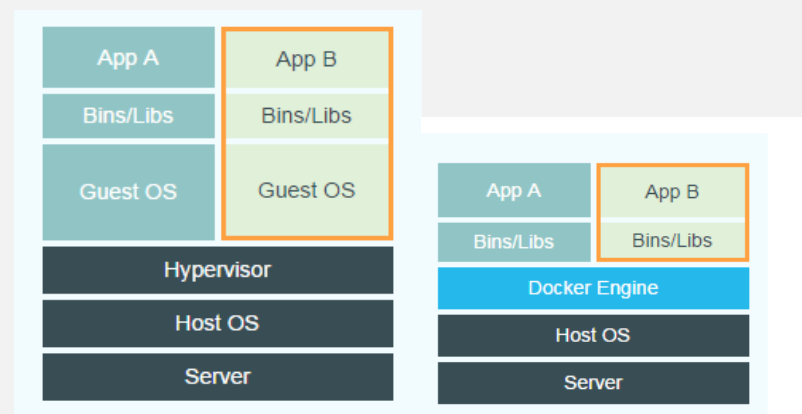 App A
App B
Bins/Libs
Bins/Libs
Guest OS
Guest OS
Hypervisor
Host OS
Server
App A
App B
Bins/Libs
Bins/Libs
Docker Engine
Host OS
Server